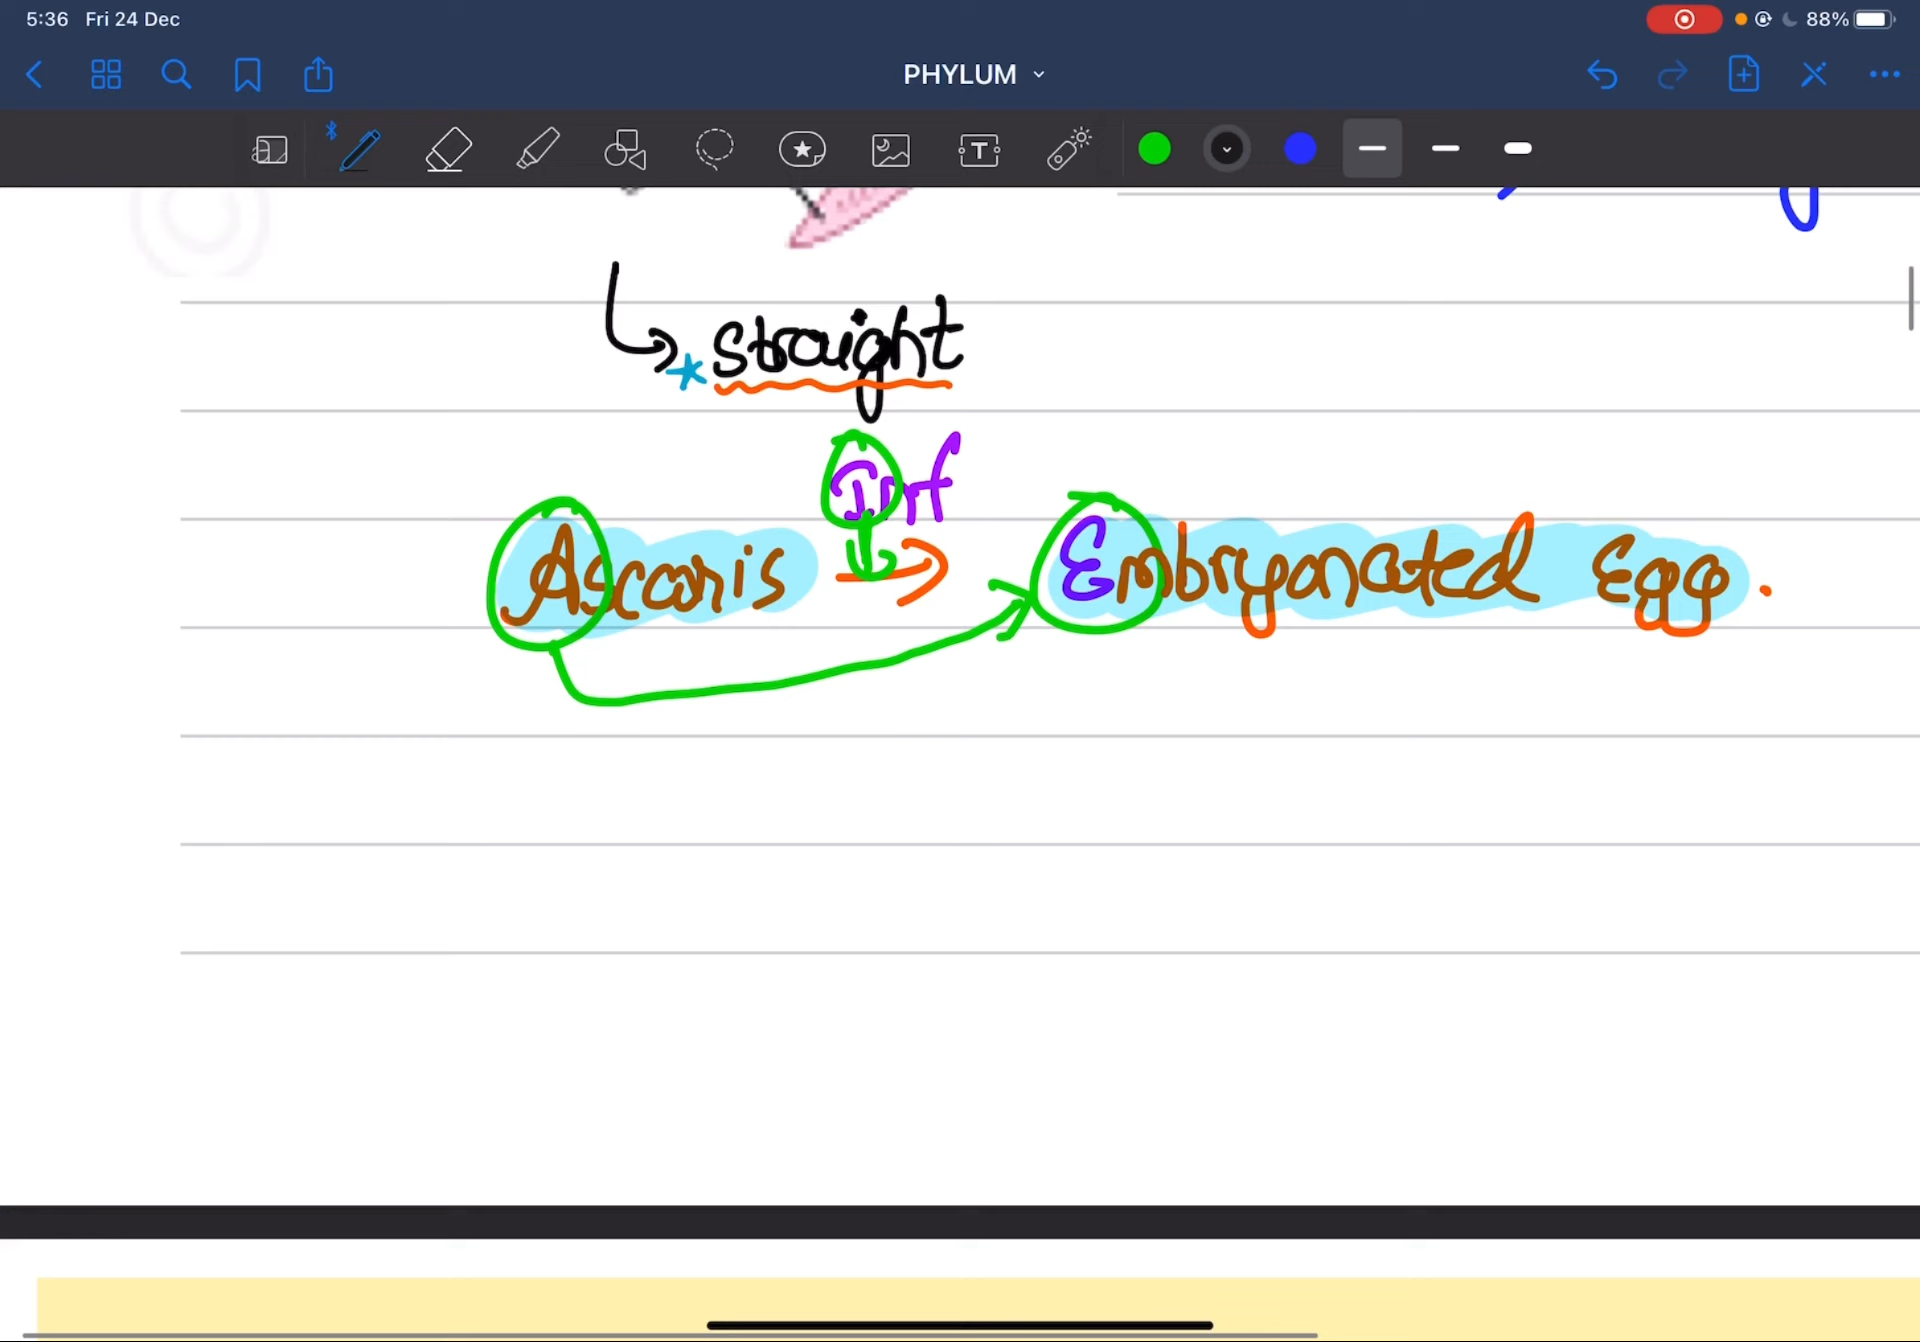 5:36 Fri 24 Dec
88%
PHYLUM
T
* straight
Inf
Ascaris → Embryonated Egg.